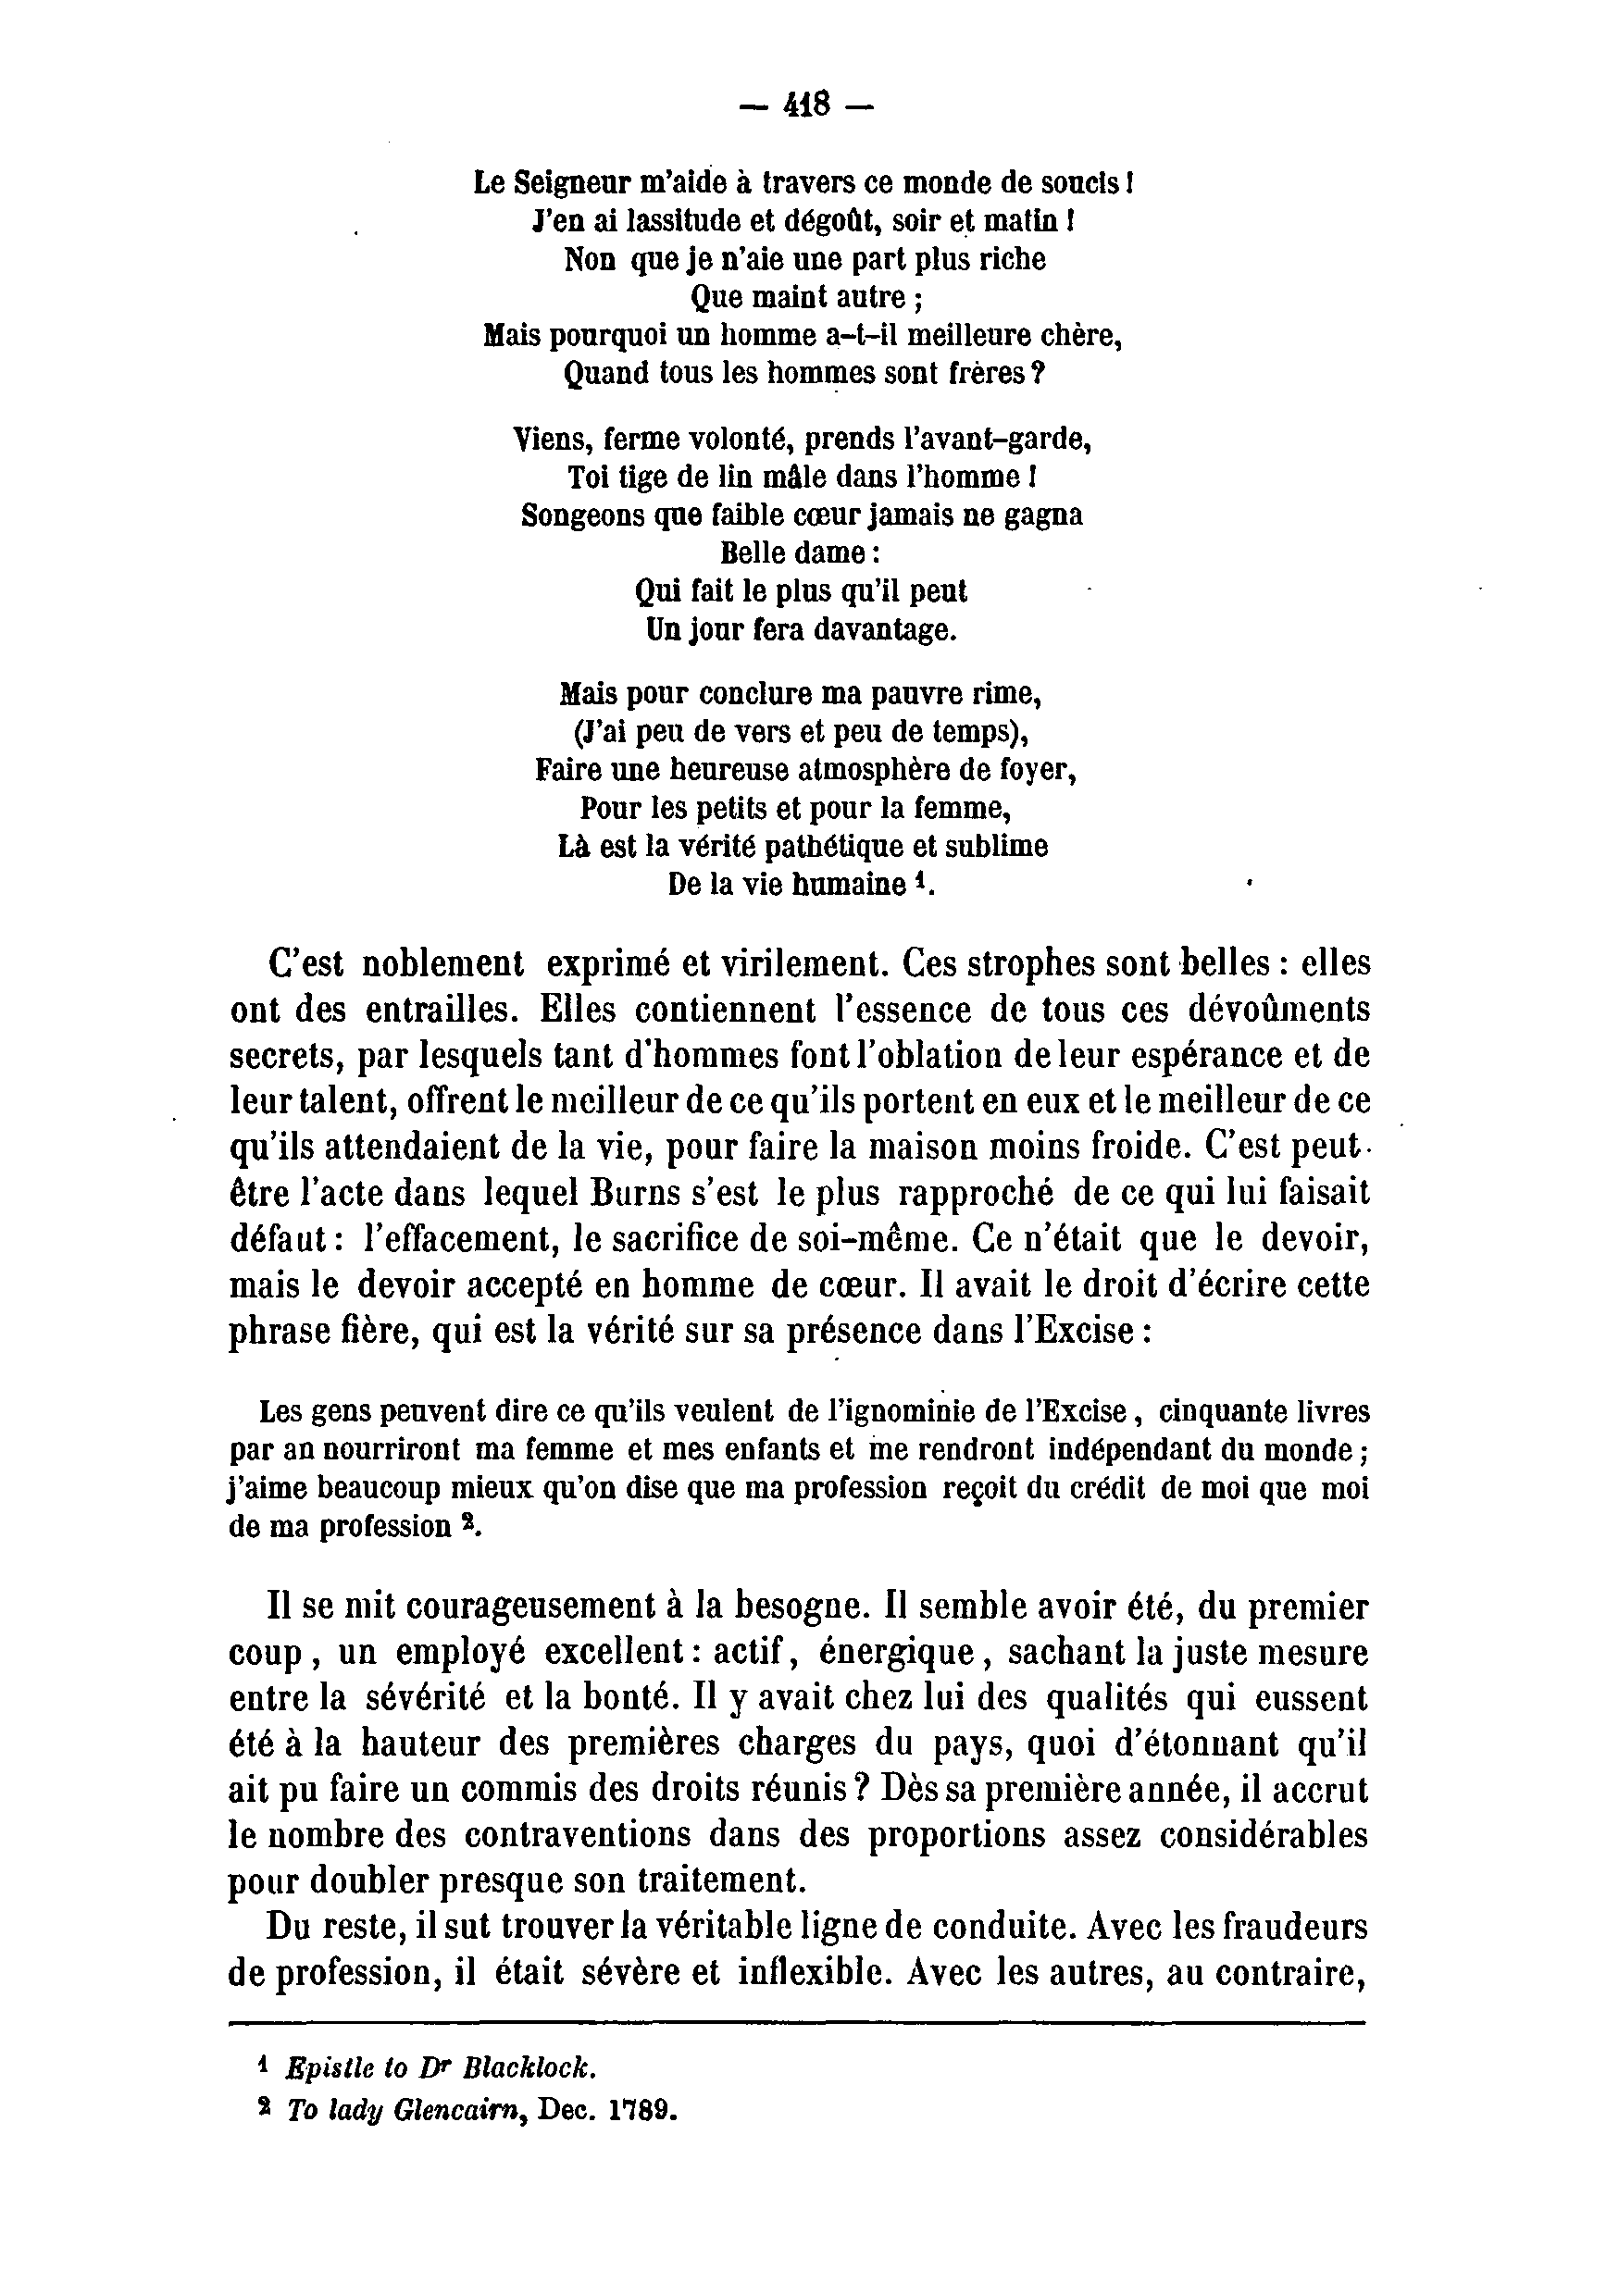 — 418 —
Le Seigneur m'aide à travers ce monde de soucis !
J'en ai lassitude et dégoût, soir et matin !
Non que je n'aie une part plus riche
Que maint autre ;
Mais pourquoi un homme a-t-il meilleure chère,
Quand tous les hommes sont frères ?
Viens, ferme volonté, prends l'avant-garde,
Toi tige de lin mâle dans l'homme !
Songeons que faible cœur jamais ne gagna
Belle dame :
Qui fait le plus qu'il peut
Un jour fera davantage.
Mais pour conclure ma pauvre rime,
(J'ai peu de vers et peu de temps),
Faire une heureuse atmosphère de foyer,
Pour les petits et pour la femme,
Là est la vérité pathétique et sublime
De la vie humaine ¹.
C'est noblement exprimé et virilement. Ces strophes sont belles : elles
ont des entrailles. Elles contiennent l'essence de tous ces dévoûments
secrets, par lesquels tant d'hommes font l'oblation de leur espérance et de
leur talent, offrent le meilleur de ce qu'ils portent en eux et le meilleur de ce
qu'ils attendaient de la vie, pour faire la maison moins froide. C'est peut-
être l'acte dans lequel Burns s'est le plus rapproché de ce qui lui faisait
défaut : l'effacement, le sacrifice de soi-même. Ce n'était que le devoir,
mais le devoir accepté en homme de cœur. Il avait le droit d'écrire cette
phrase fière, qui est la vérité sur sa présence dans l'Excise :
Les gens peuvent dire ce qu'ils veulent de l'ignominie de l'Excise, cinquante livres
par an nourriront ma femme et mes enfants et me rendront indépendant du monde ;
j'aime beaucoup mieux qu'on dise que ma profession reçoit du crédit de moi que moi
de ma profession ².
Il se mit courageusement à la besogne. Il semble avoir été, du premier
coup, un employé excellent : actif, énergique, sachant la juste mesure
entre la sévérité et la bonté. Il y avait chez lui des qualités qui eussent
été à la hauteur des premières charges du pays, quoi d'étonnant qu'il
ait pu faire un commis des droits réunis ? Dès sa première année, il accrut
le nombre des contraventions dans des proportions assez considérables
pour doubler presque son traitement.
Du reste, il sut trouver la véritable ligne de conduite. Avec les fraudeurs
de profession, il était sévère et inflexible. Avec les autres, au contraire,
¹ Epistle to Dʳ Blacklock.
² To lady Glencairn, Dec. 1789.